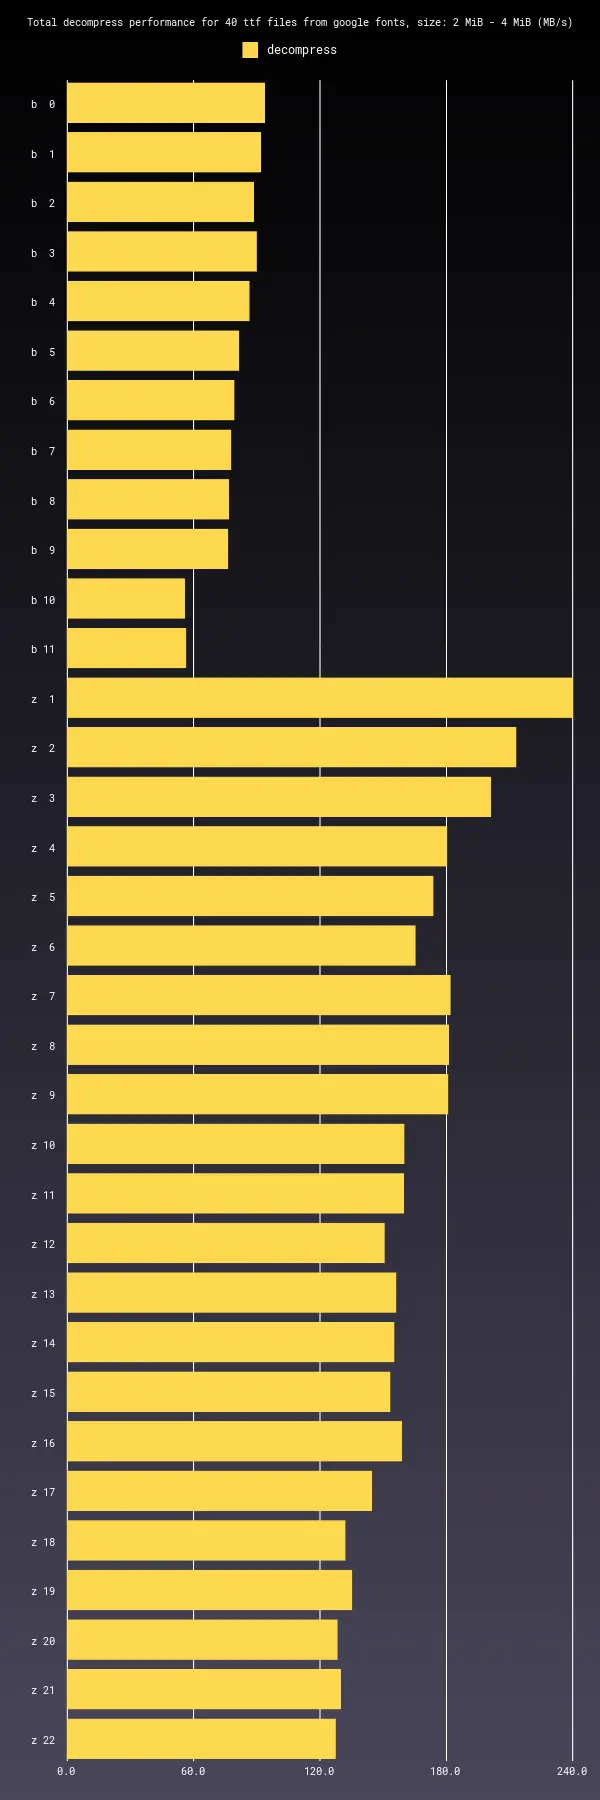 Total decompress performance for 40 ttf files from google fonts, size: 2 MiB - 4 MiB (MB/s)
decompress
b 0
b 1
b 2
b 3
b 4
b 5
b 6
b 7
b 8
b 9
b 10
b 11
z 1
z 2
z 3
z 4
z 5
z 6
z 7
z 8
z 9
z 10
z 11
z 12
z 13
z 14
z 15
z 16
z 17
z 18
z 19
z 20
z 21
z 22
0.0 60.0 120.0 180.0 240.0